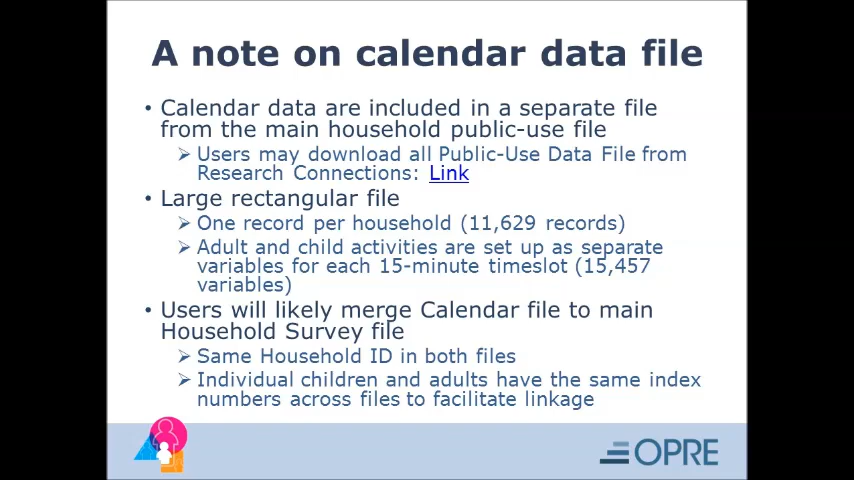 A note on calendar data file
• Calendar data are included in a separate file
from the main household public-use file
➢ Users may download all Public-Use Data File from
Research Connections: Link
• Large rectangular file
➢ One record per household (11,629 records)
➢ Adult and child activities are set up as separate
variables for each 15-minute timeslot (15,457
variables)
• Users will likely merge Calendar file to main
Household Survey file
➢ Same Household ID in both files
➢ Individual children and adults have the same index
numbers across files to facilitate linkage
OPRE